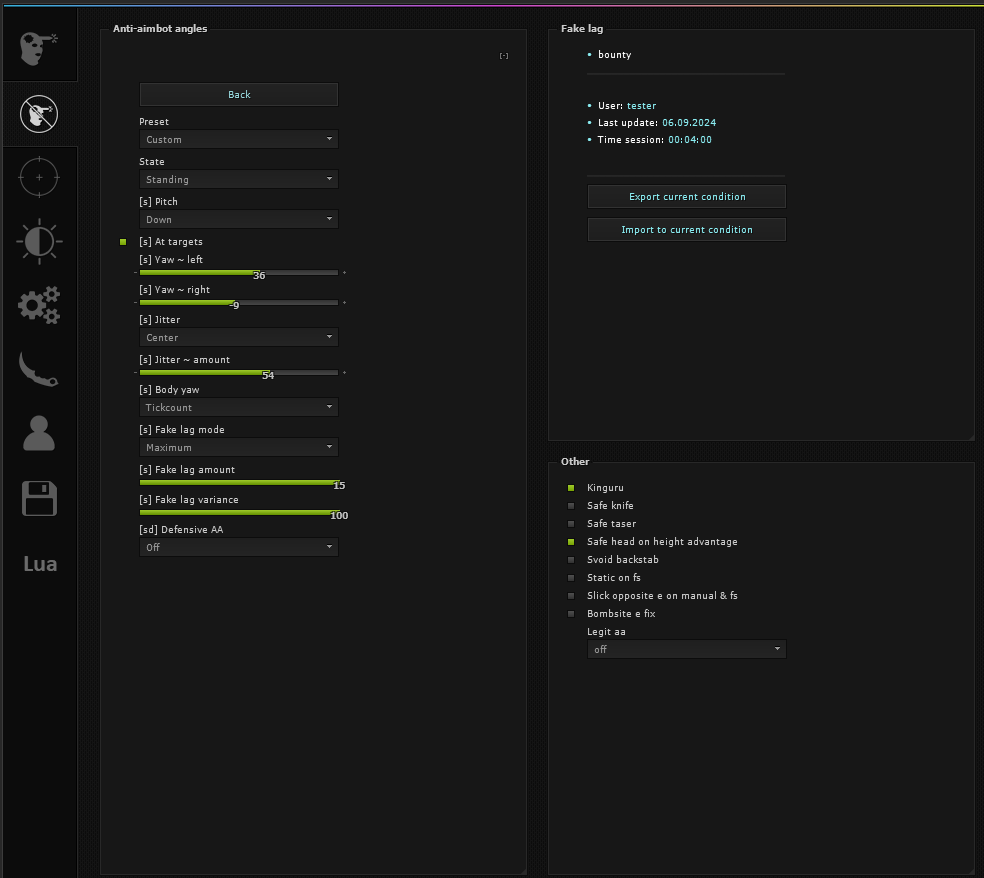 Anti-aimbot angles
[-]
Back
Preset
Custom
State
Standing
[s] Pitch
Down
[s] At targets
[s] Yaw ~ left
- +
36
[s] Yaw ~ right
- +
-9
[s] Jitter
Center
[s] Jitter ~ amount
- +
54
[s] Body yaw
Tickcount
[s] Fake lag mode
Maximum
[s] Fake lag amount
15
[s] Fake lag variance
100
[sd] Defensive AA
Off
Lua
Fake lag
• bounty
• User: tester
• Last update: 06.09.2024
• Time session: 00:04:00
Export current condition
Import to current condition
Other
Kinguru
Safe knife
Safe taser
Safe head on height advantage
Svoid backstab
Static on fs
Slick opposite e on manual & fs
Bombsite e fix
Legit aa
off